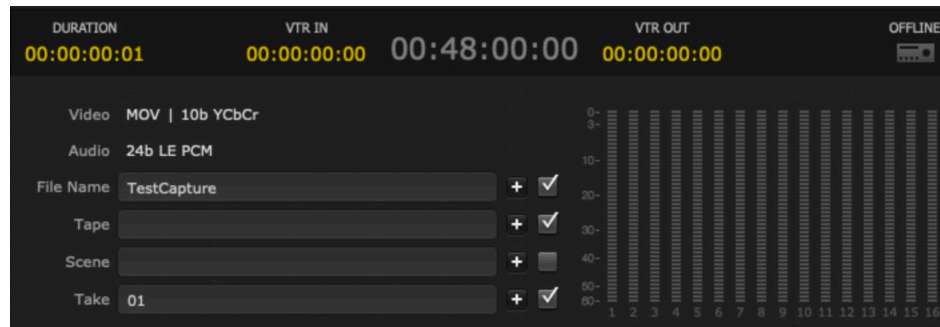 DURATION VTR IN VTR OUT OFFLINE
00:00:00:01 00:00:00:00 00:48:00:00 00:00:00:00
Video MOV | 10b YCbCr
Audio 24b LE PCM
File Name TestCapture +
Tape +
Scene +
Take 01 +
0-
3-
10-
20-
30-
40-
50-
60-
1 2 3 4 5 6 7 8 9 10 11 12 13 14 15 16